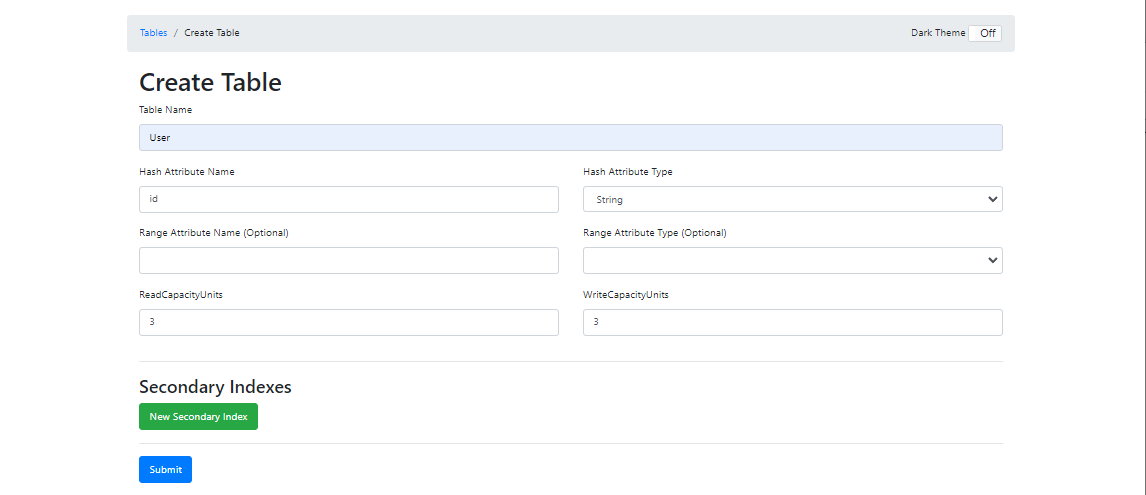 Tables / Create Table Dark Theme Off
Create Table
Table Name
User
Hash Attribute Name Hash Attribute Type
id String
Range Attribute Name (Optional) Range Attribute Type (Optional)
ReadCapacityUnits WriteCapacityUnits
3 3
Secondary Indexes
New Secondary Index
Submit